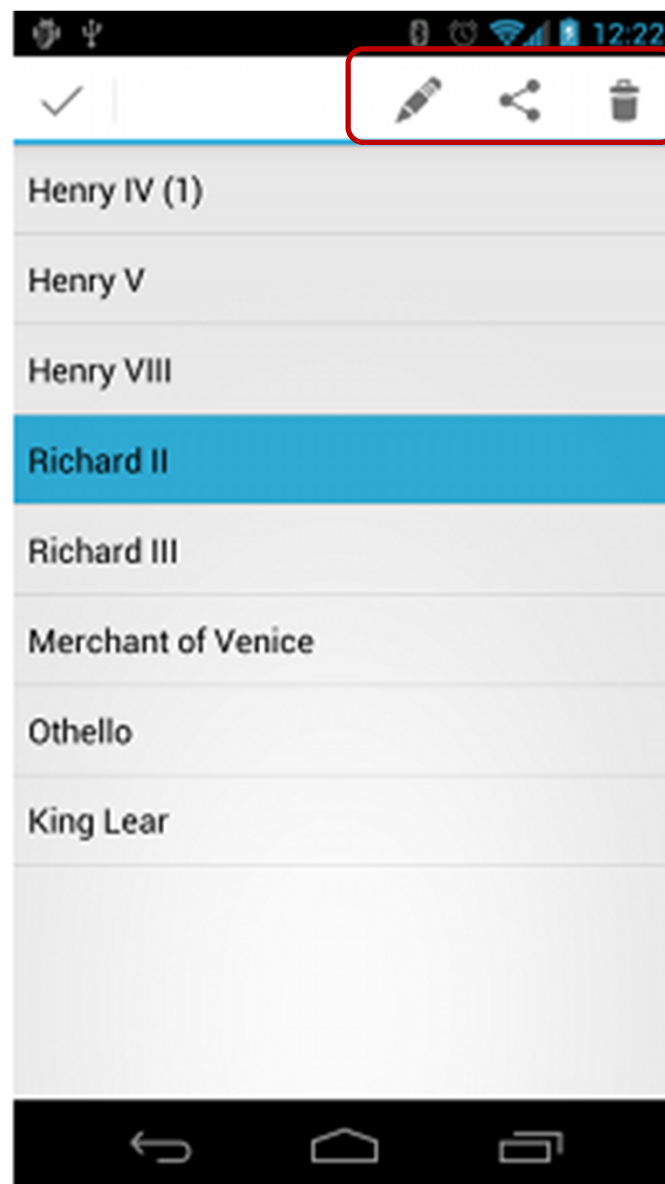 12:22
Henry IV (1)
Henry V
Henry VIII
Richard II
Richard III
Merchant of Venice
Othello
King Lear